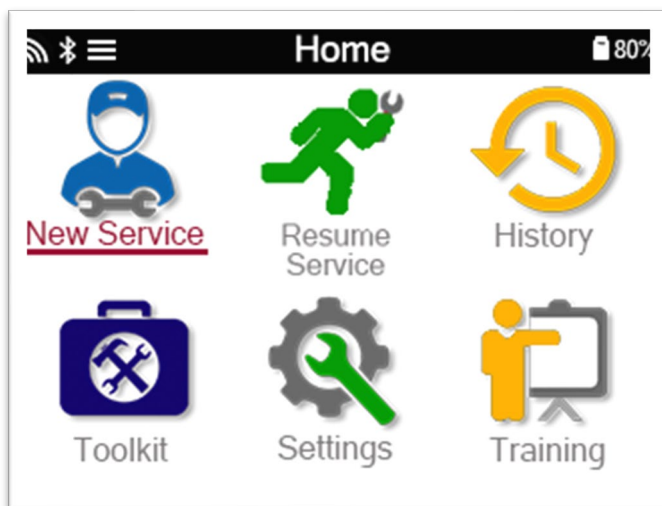 Home
80%
New Service
Resume
Service
History
Toolkit
Settings
Training